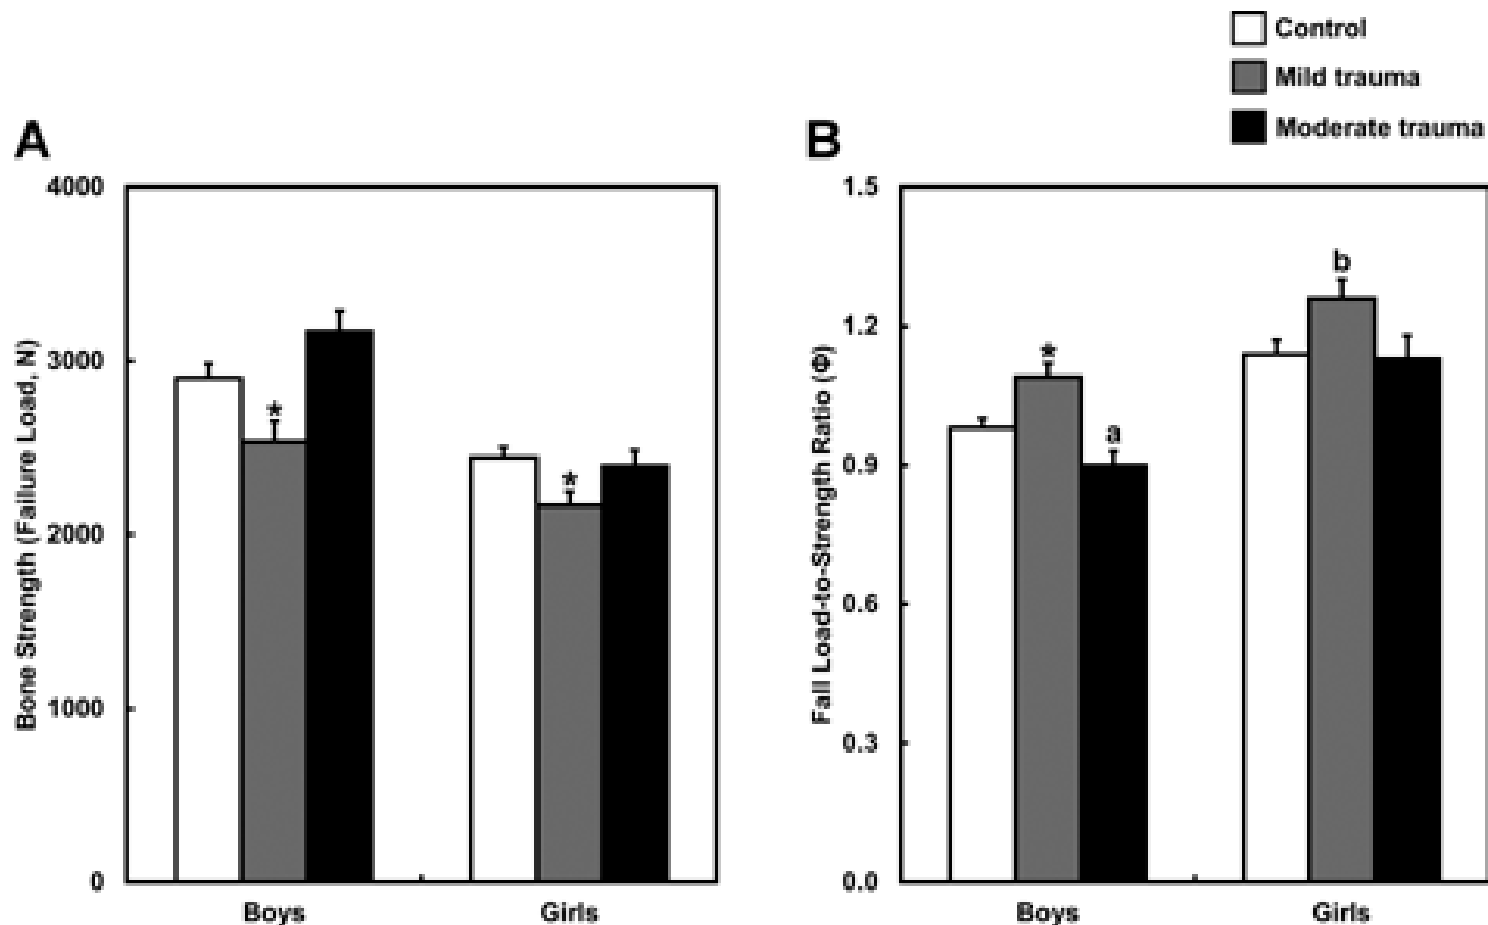 Control
Mild trauma
Moderate trauma
A
Bone Strength (Failure Load, N)
4000
3000
2000
1000
0
*
*
Boys
Girls
B
Fall Load-to-Strength Ratio (Φ)
1.5
1.2
0.9
0.6
0.3
0.0
*
a
b
Boys
Girls